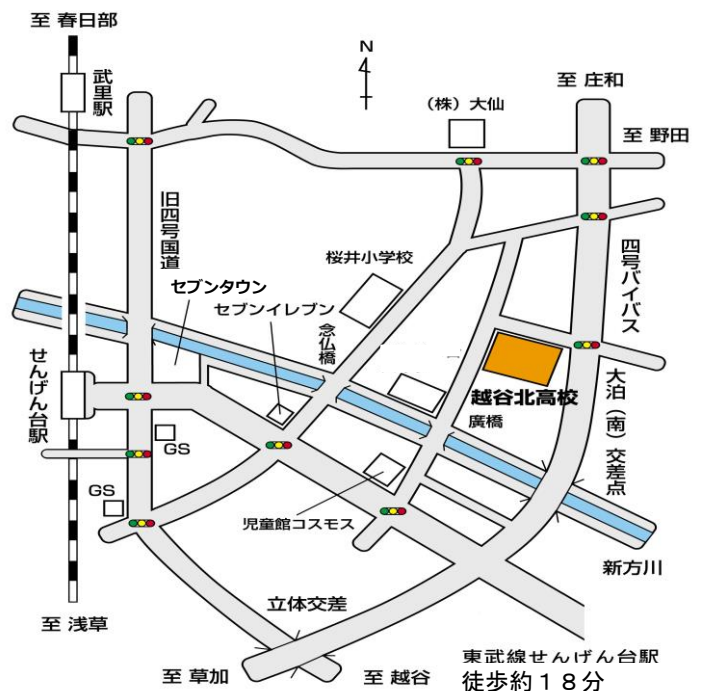 至 春日部
N
至 庄和
武里駅
(株)大仙
至 野田
旧四号国道
桜井小学校
四号バイパス
セブンタウン
セブンイレブン
念仏橋
せんげん台駅
越谷北高校
大泊(南)交差点
廣橋
GS
GS
児童館コスモス
新方川
立体交差
至 浅草
至 草加
至 越谷
東武線せんげん台駅
徒歩約18分